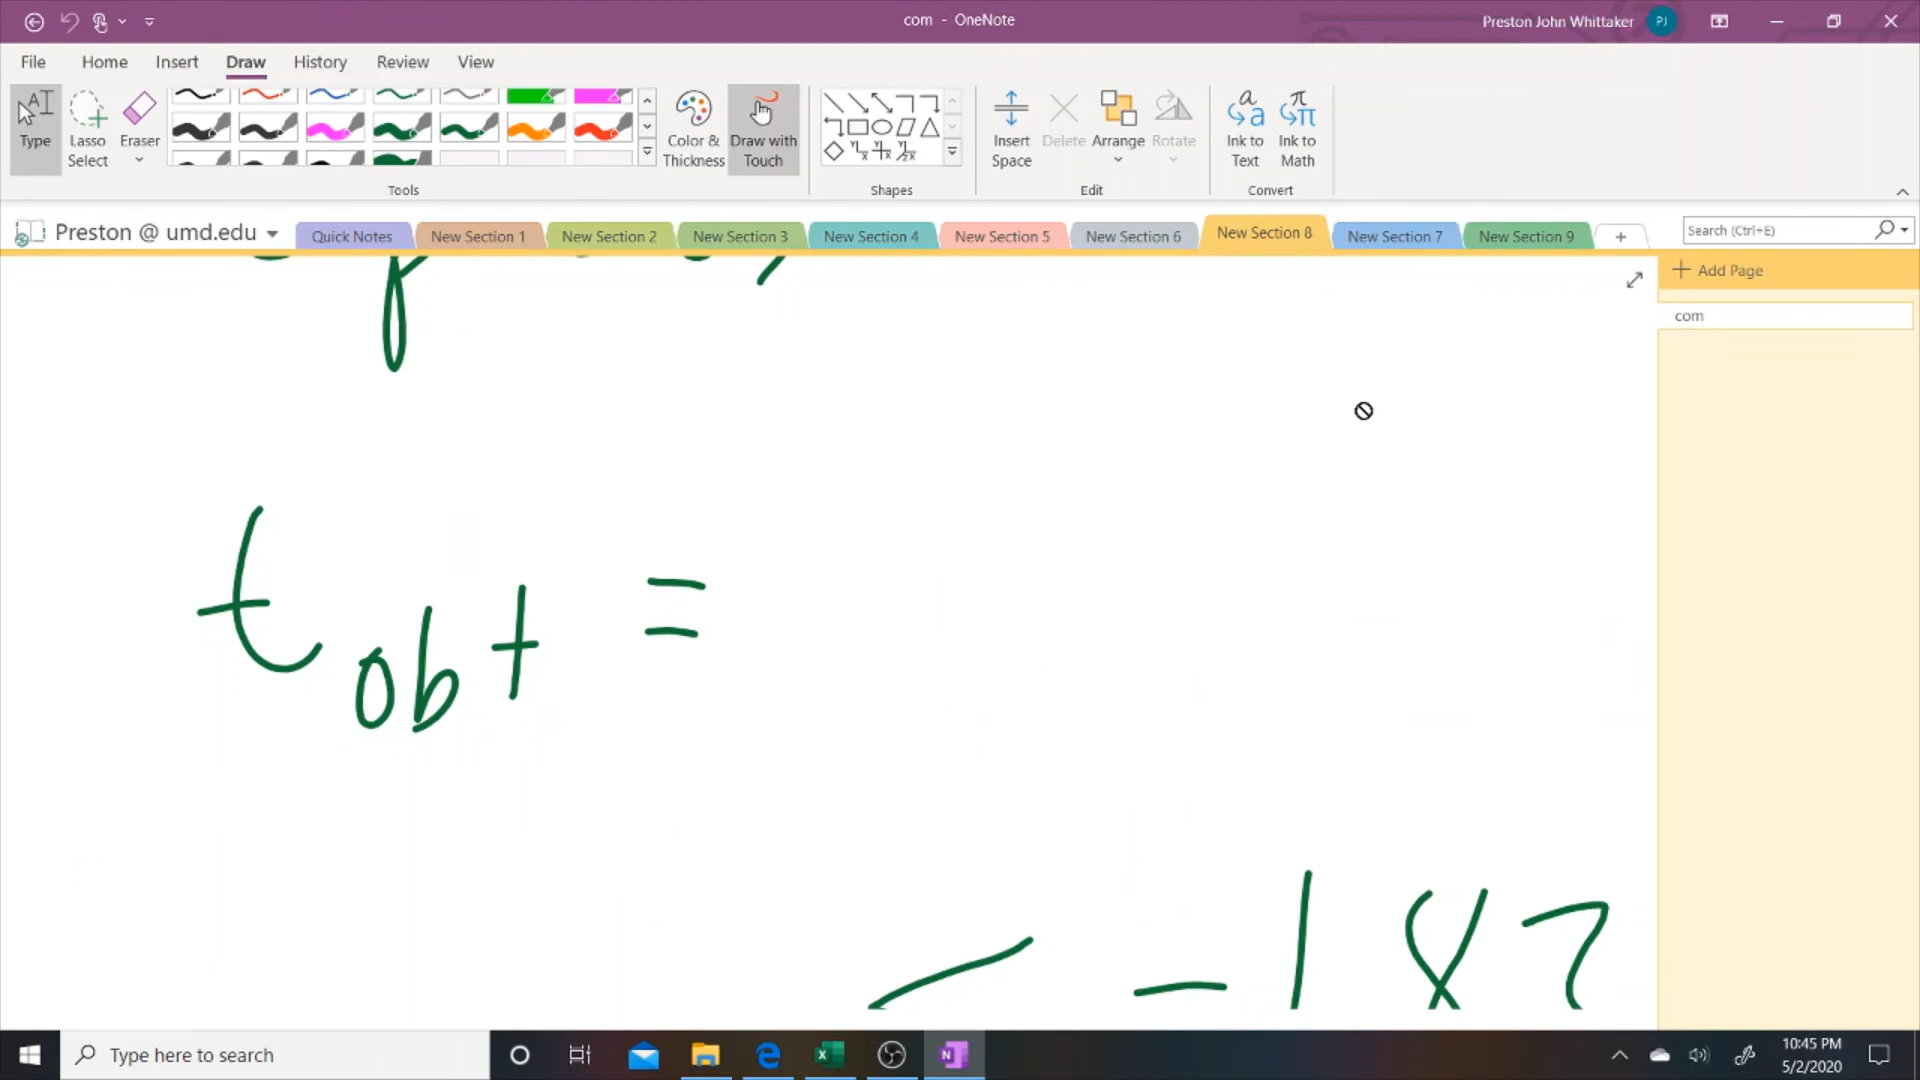 com - OneNote
Preston John Whittaker
PJ
File Home Insert Draw History Review View
Type
Lasso Select
Eraser
Color & Thickness
Draw with Touch
Insert Space
Delete
Arrange
Rotate
Ink to Text
Ink to Math
Tools
Shapes
Edit
Convert
Preston @ umd.edu
Quick Notes
New Section 1
New Section 2
New Section 3
New Section 4
New Section 5
New Section 6
New Section 8
New Section 7
New Section 9
Search (Ctrl+E)
Add Page
com
t obt =
Type here to search
10:45 PM
5/2/2020